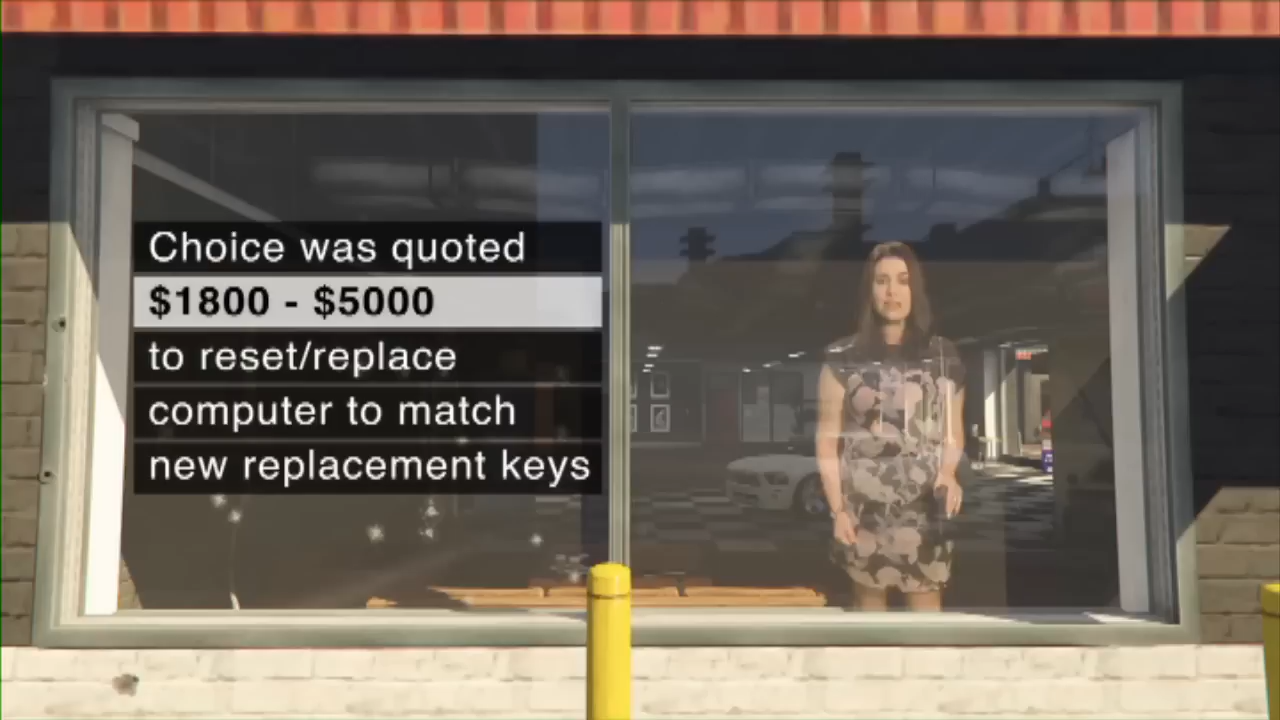 Choice was quoted
$1800 - $5000
to reset/replace
computer to match
new replacement keys